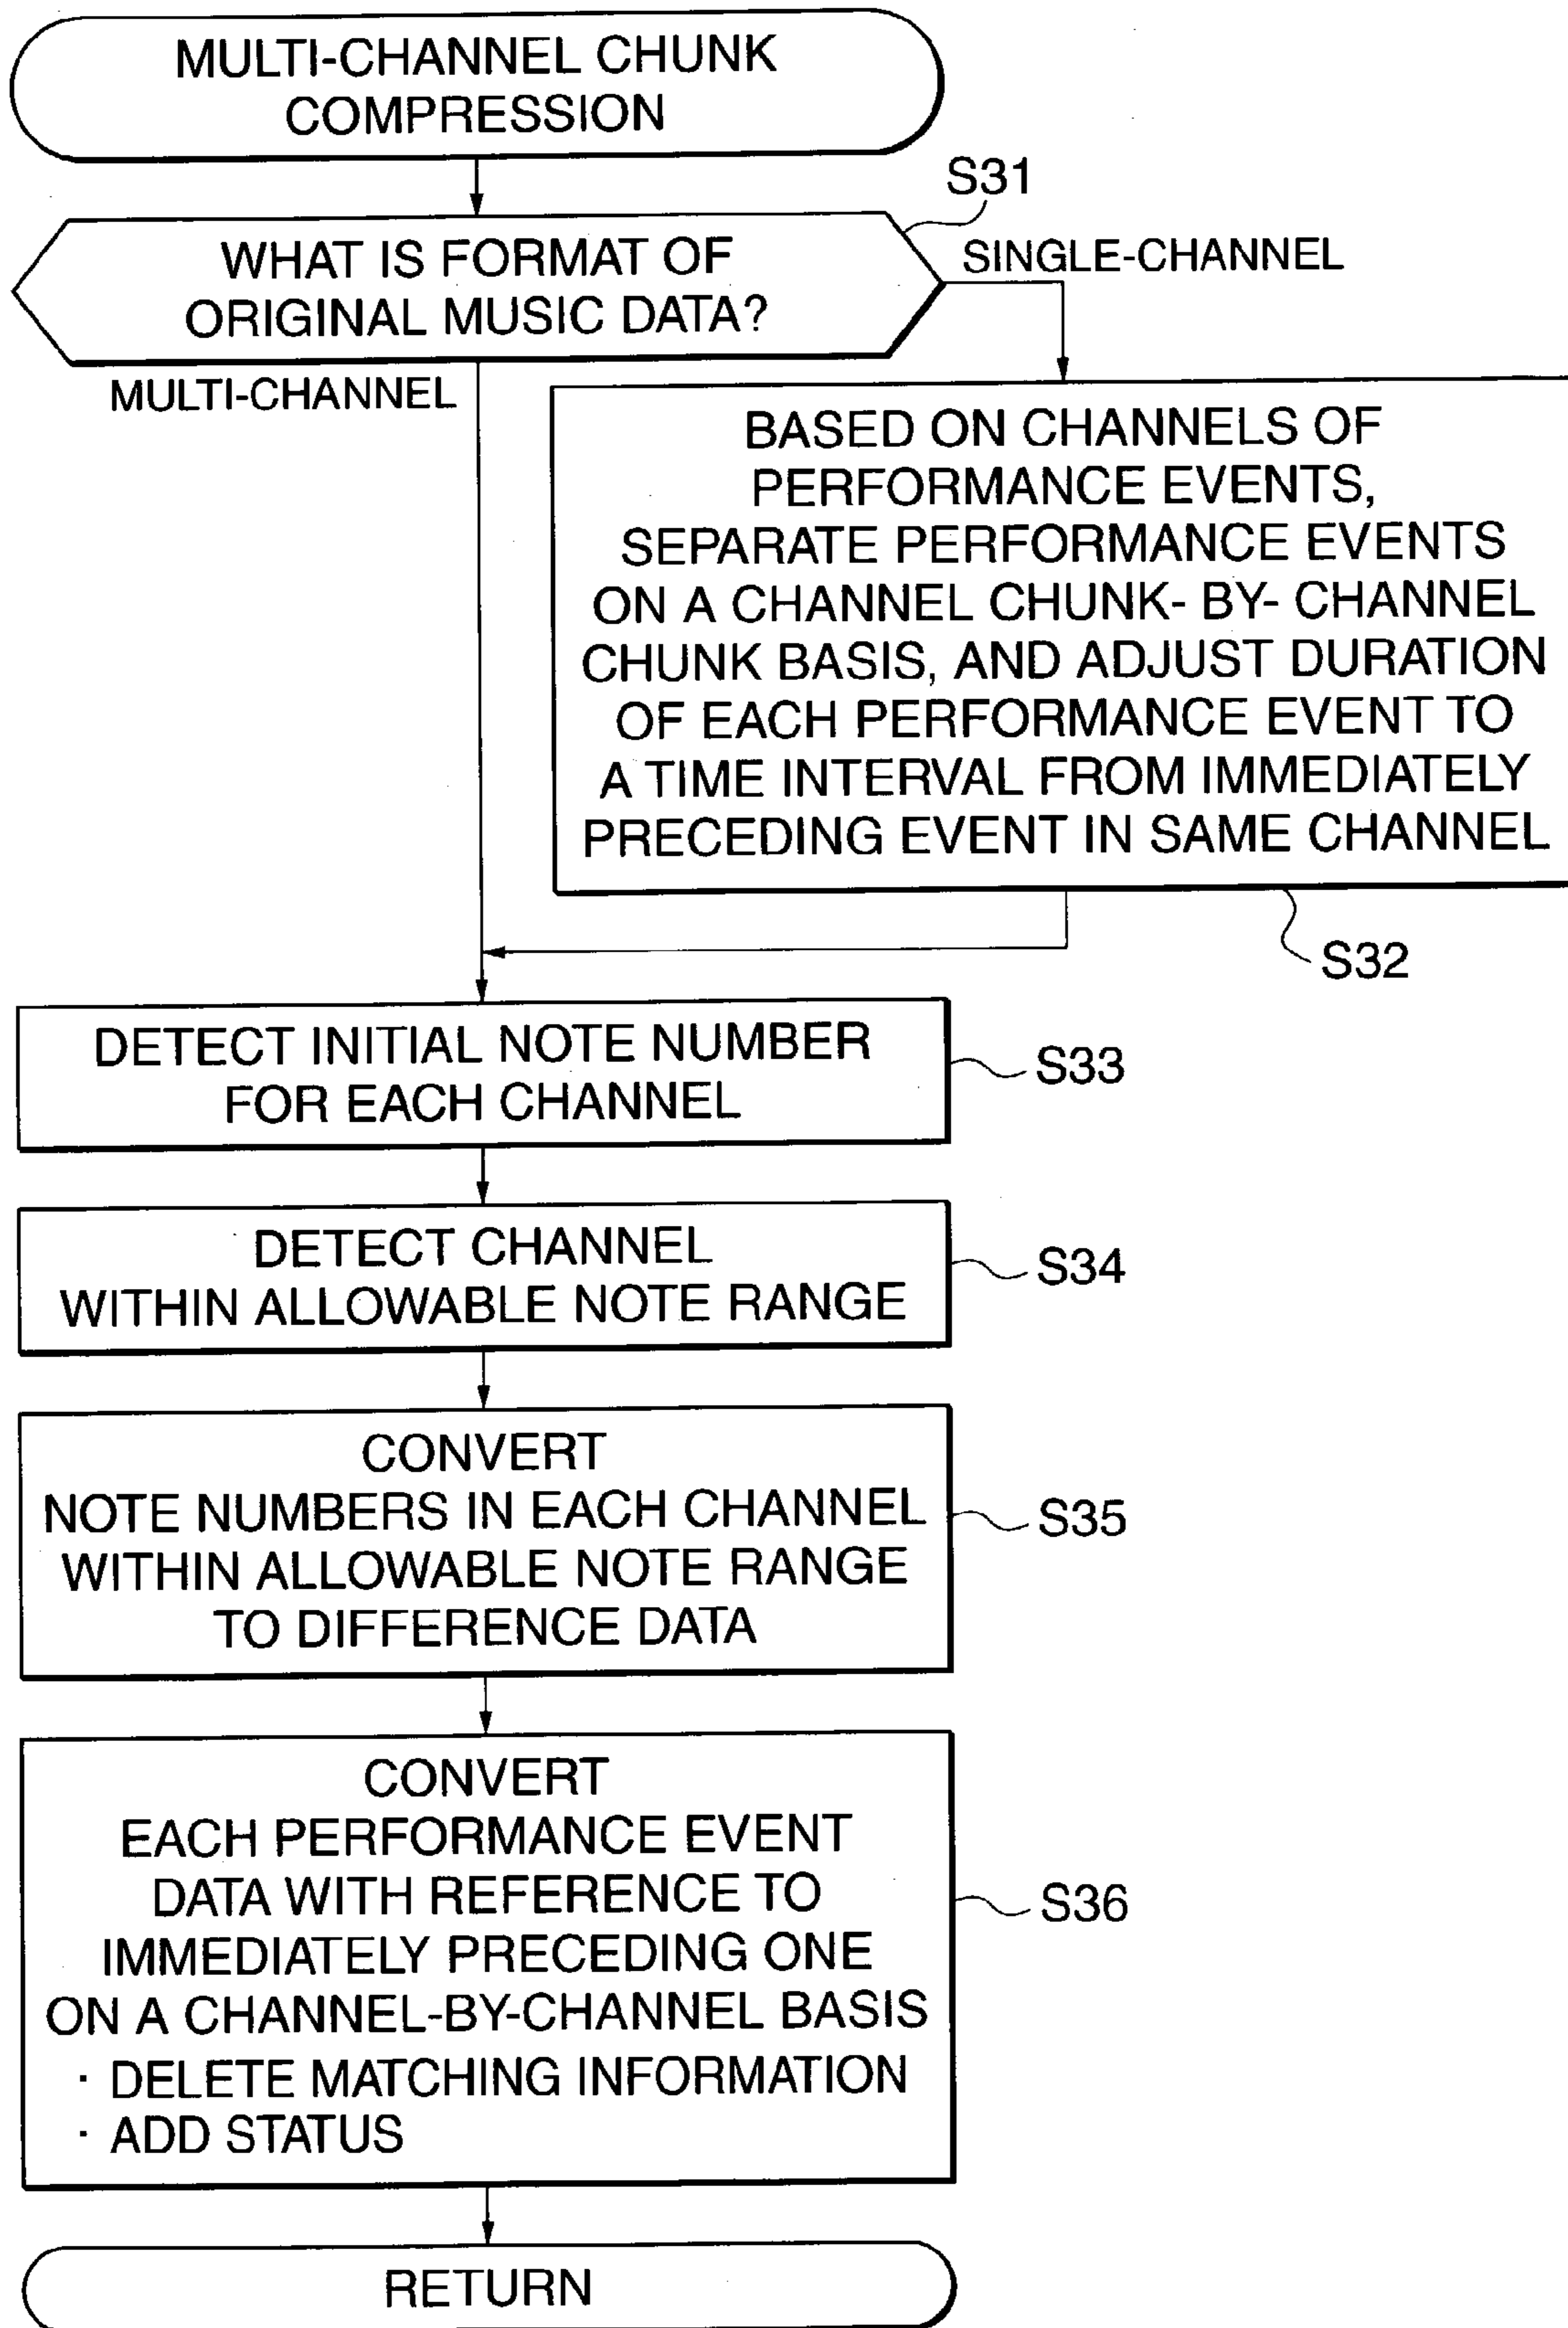 MULTI-CHANNEL CHUNK
COMPRESSION
S31
WHAT IS FORMAT OF
ORIGINAL MUSIC DATA?
SINGLE-CHANNEL
MULTI-CHANNEL
BASED ON CHANNELS OF
PERFORMANCE EVENTS,
SEPARATE PERFORMANCE EVENTS
ON A CHANNEL CHUNK- BY- CHANNEL
CHUNK BASIS, AND ADJUST DURATION
OF EACH PERFORMANCE EVENT TO
A TIME INTERVAL FROM IMMEDIATELY
PRECEDING EVENT IN SAME CHANNEL
S32
DETECT INITIAL NOTE NUMBER
FOR EACH CHANNEL
S33
DETECT CHANNEL
WITHIN ALLOWABLE NOTE RANGE
S34
CONVERT
NOTE NUMBERS IN EACH CHANNEL
WITHIN ALLOWABLE NOTE RANGE
TO DIFFERENCE DATA
S35
CONVERT
EACH PERFORMANCE EVENT
DATA WITH REFERENCE TO
IMMEDIATELY PRECEDING ONE
ON A CHANNEL-BY-CHANNEL BASIS
· DELETE MATCHING INFORMATION
· ADD STATUS
S36
RETURN